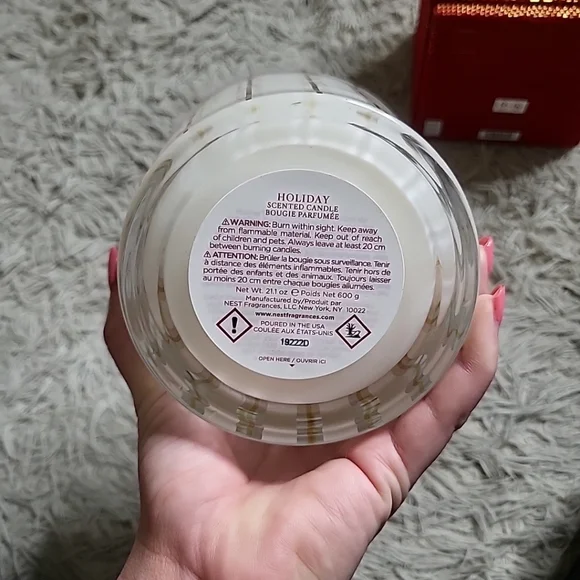 HOLIDAY
SCENTED CANDLE
BOUGIE PARFUMÉE
⚠WARNING: Burn within sight. Keep away
from flammable material. Keep out of reach
of children and pets. Always leave at least 20 cm
between burning candles.
⚠ATTENTION: Brûler la bougie sous surveillance. Tenir
à distance des éléments inflammables. Tenir hors de
portée des enfants et des animaux. Toujours laisser
au moins 20 cm entre chaque bougies allumées.
Net Wt. 21.1 oz ℮ Poids Net 600 g
Manufactured by/Produit par
NEST Fragrances, LLC New York, NY, 10022
www.nestfragrances.com
POURED IN THE USA
COULÉE AUX ÉTATS-UNIS
19222D
OPEN HERE / OUVRIR ICI